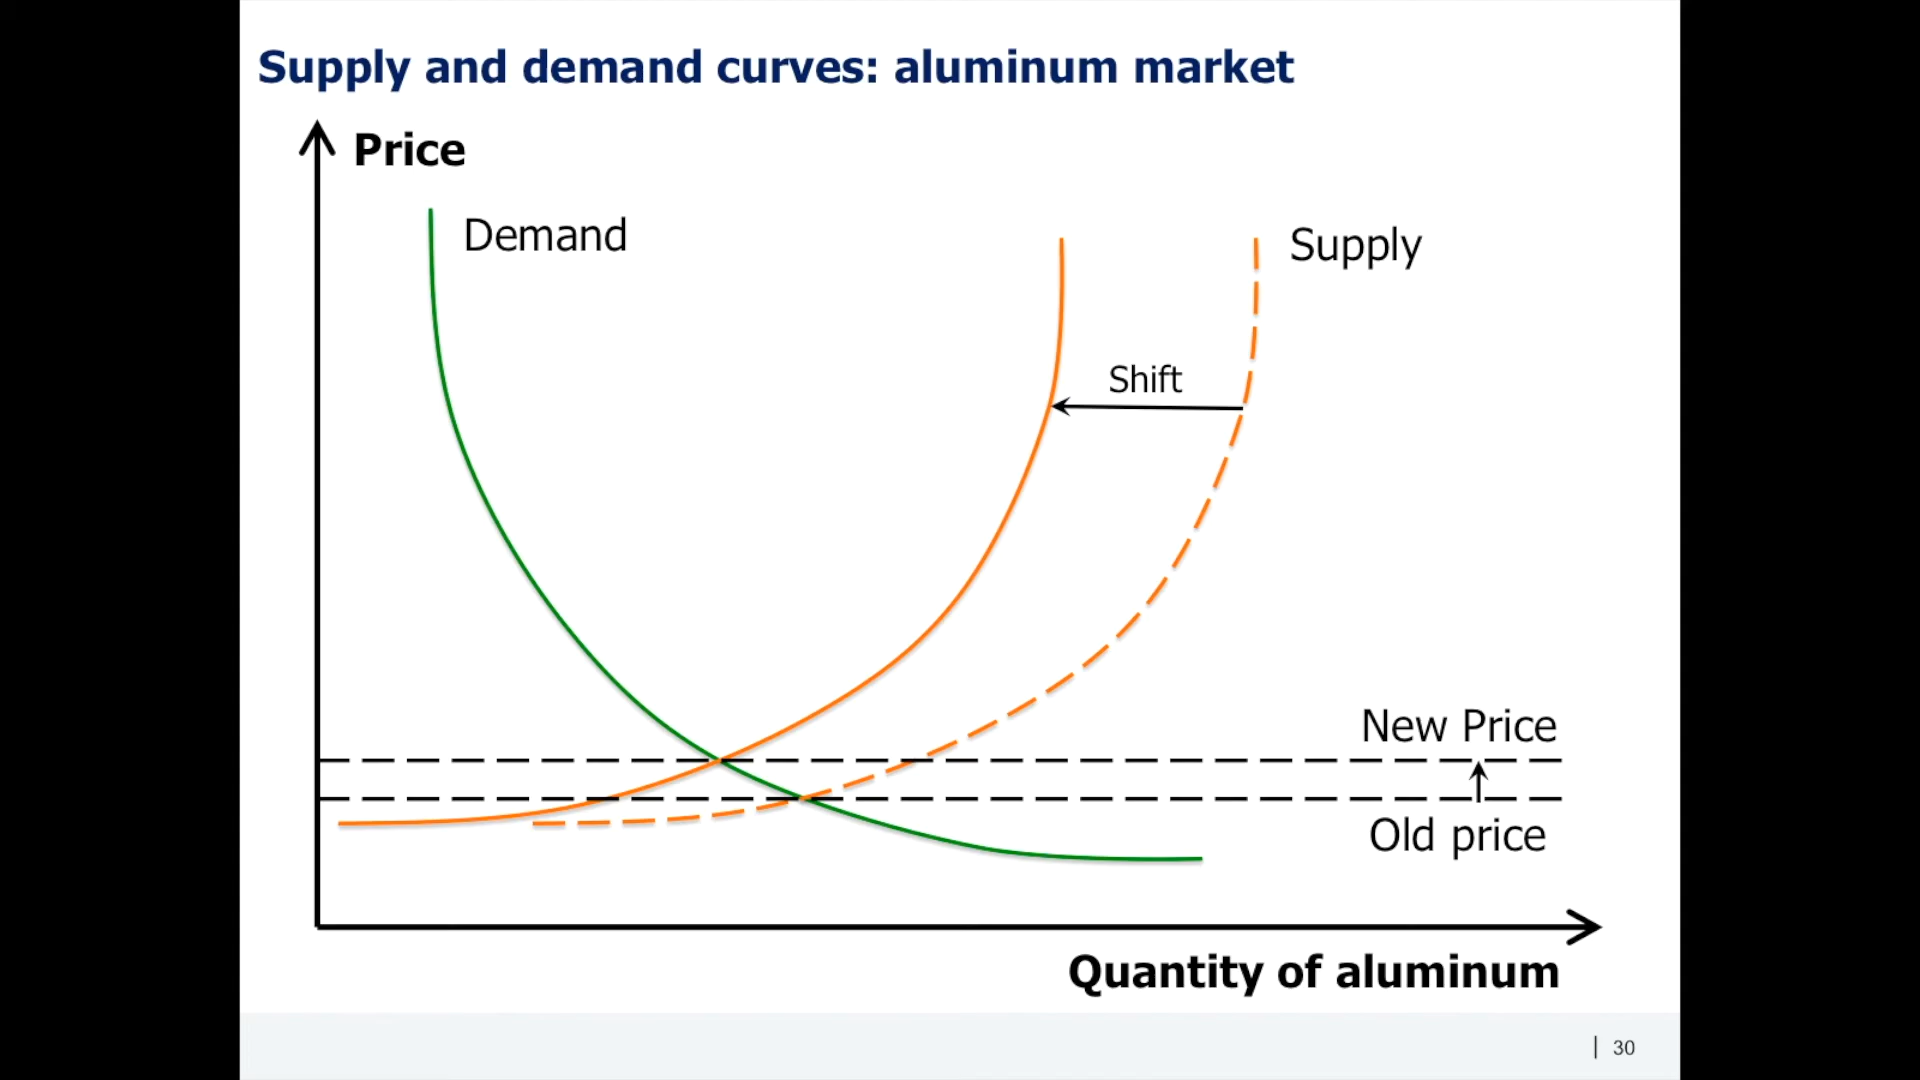 Supply and demand curves: aluminum market
Price
Demand
Supply
Shift
New Price
Old price
Quantity of aluminum
| 30